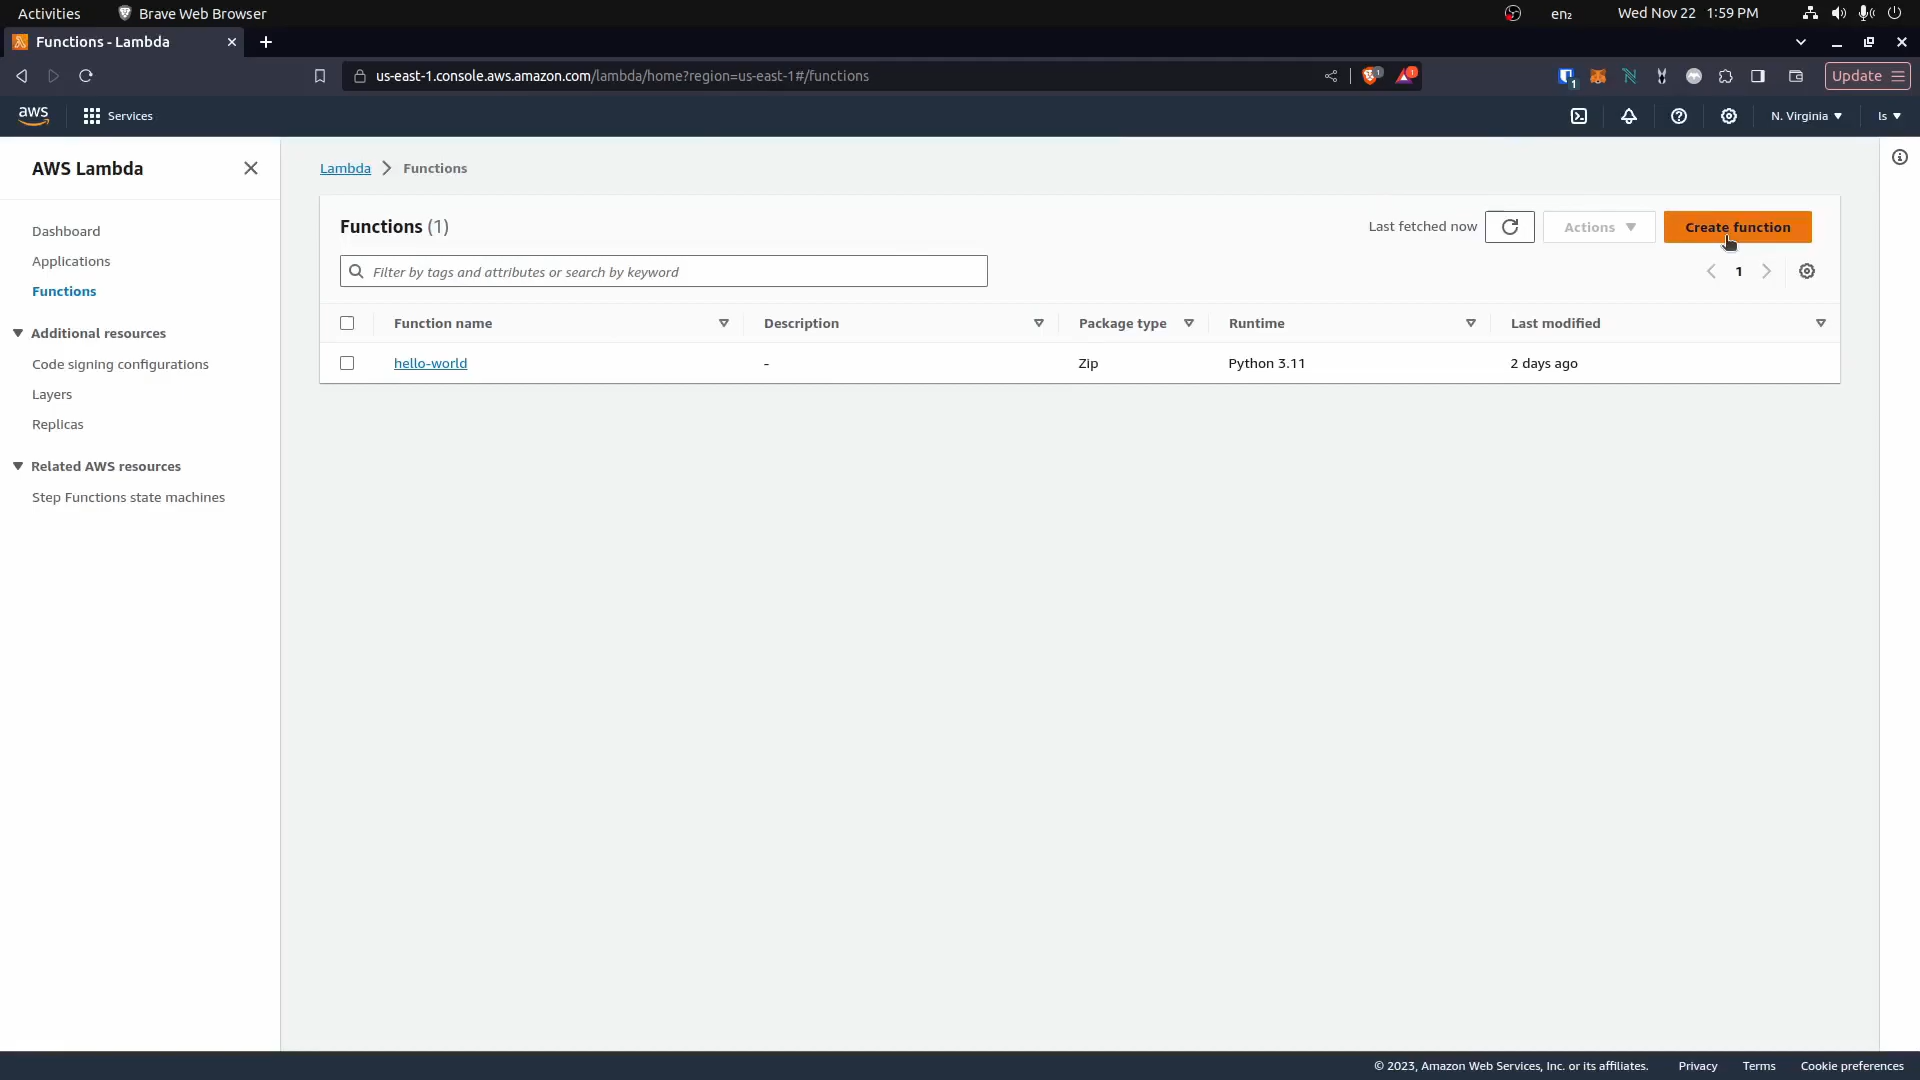 Activities Brave Web Browser en₂ Wed Nov 22 1:59 PM
Functions - Lambda
us-east-1.console.aws.amazon.com/lambda/home?region=us-east-1#/functions 1 1 1 Update
aws Services N. Virginia ls
AWS Lambda
Dashboard
Applications
Functions
Additional resources
Code signing configurations
Layers
Replicas
Related AWS resources
Step Functions state machines
Lambda Functions
Functions (1) Last fetched now Actions Create function
Filter by tags and attributes or search by keyword 1
Function name Description Package type Runtime Last modified
hello-world - Zip Python 3.11 2 days ago
© 2023, Amazon Web Services, Inc. or its affiliates. Privacy Terms Cookie preferences